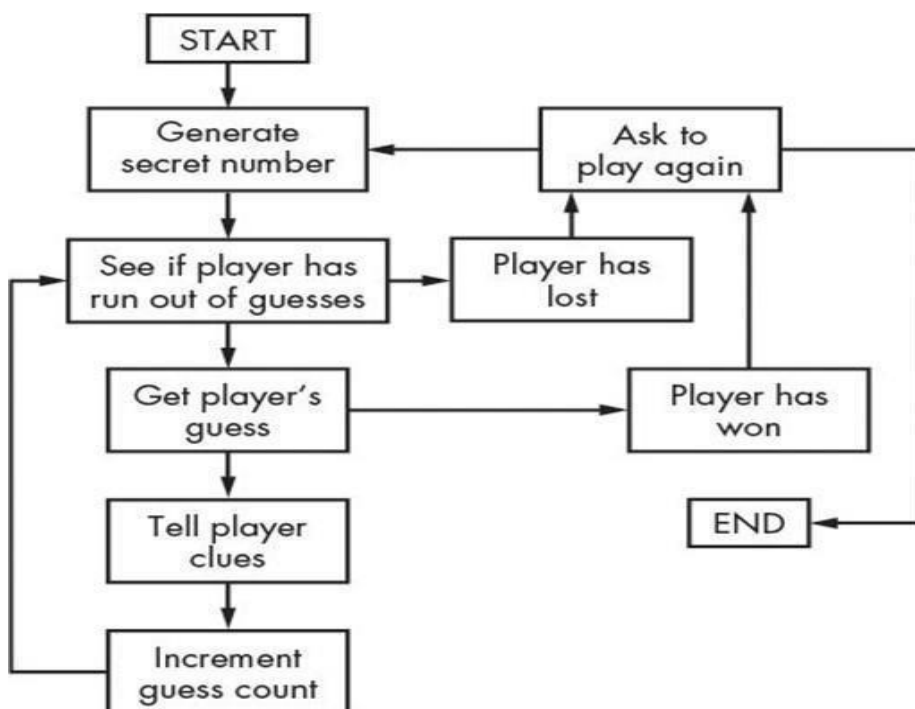 START
Generate
secret number
Ask to
play again
See if player has
run out of guesses
Player has
lost
Get player's
guess
Player has
won
Tell player
clues
END
Increment
guess count